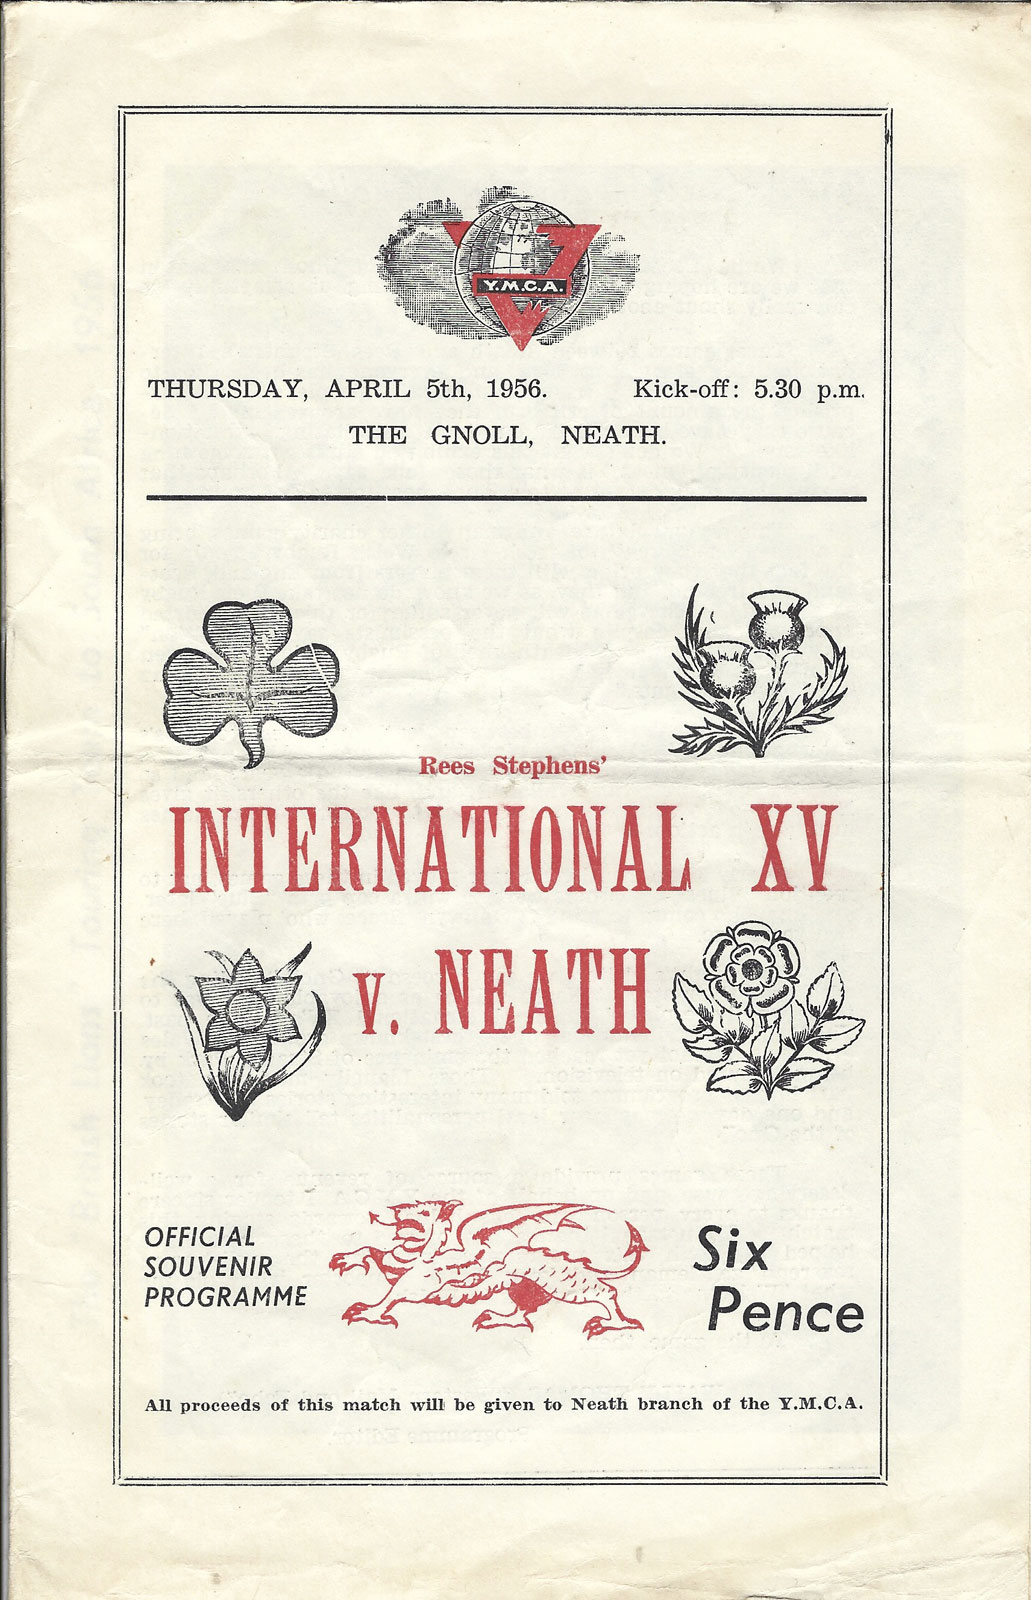 Y.M.C.A.
THURSDAY, APRIL 5th, 1956. Kick-off: 5.30 p.m.
THE GNOLL, NEATH.
Rees Stephens'
INTERNATIONAL XV
v. NEATH
OFFICIAL
SOUVENIR
PROGRAMME
Six
Pence
All proceeds of this match will be given to Neath branch of the Y.M.C.A.